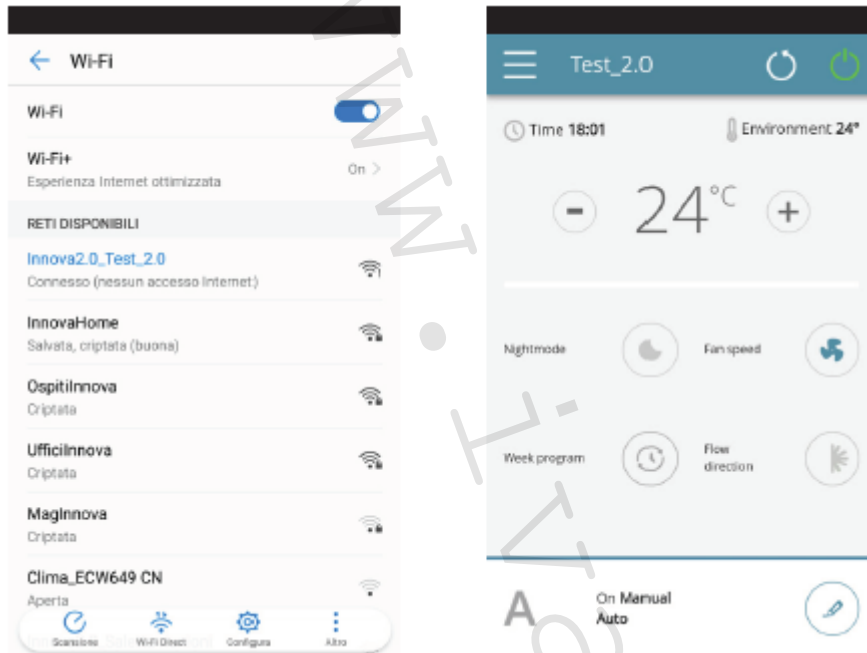 Wi-Fi
Wi-Fi
Wi-Fi+
On >
Esperienza Internet ottimizzata
RETI DISPONIBILI
Innova2.0_Test_2.0
Connesso (nessun accesso Internet)
InnovaHome
Salvata, criptata (buona)
OspitiInnova
Criptata
UfficiInnova
Criptata
MagInnova
Criptata
Clima_ECW649 CN
Aperta
Scansione Wi-Fi Direct Configura Altro
Test_2.0
Time 18:01 Environment 24°
- 24°C +
Nightmode Fan speed
Week program Flow
direction
A On Manual
Auto